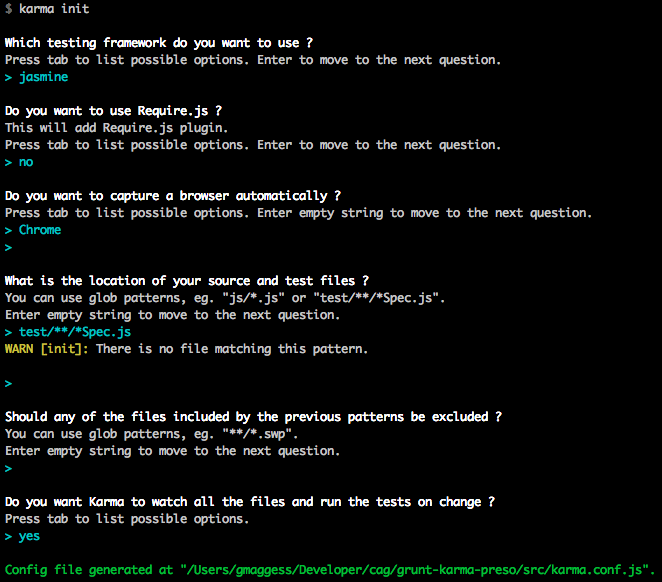 $ karma init
Which testing framework do you want to use ?
Press tab to list possible options. Enter to move to the next question.
> jasmine
Do you want to use Require.js ?
This will add Require.js plugin.
Press tab to list possible options. Enter to move to the next question.
> no
Do you want to capture a browser automatically ?
Press tab to list possible options. Enter empty string to move to the next question.
> Chrome
>
What is the location of your source and test files ?
You can use glob patterns, eg. "js/*.js" or "test/**/*Spec.js".
Enter empty string to move to the next question.
> test/**/*Spec.js
WARN [init]: There is no file matching this pattern.
>
Should any of the files included by the previous patterns be excluded ?
You can use glob patterns, eg. "**/*.swp".
Enter empty string to move to the next question.
>
Do you want Karma to watch all the files and run the tests on change ?
Press tab to list possible options.
> yes
Config file generated at "/Users/gmaggess/Developer/cag/grunt-karma-preso/src/karma.conf.js".